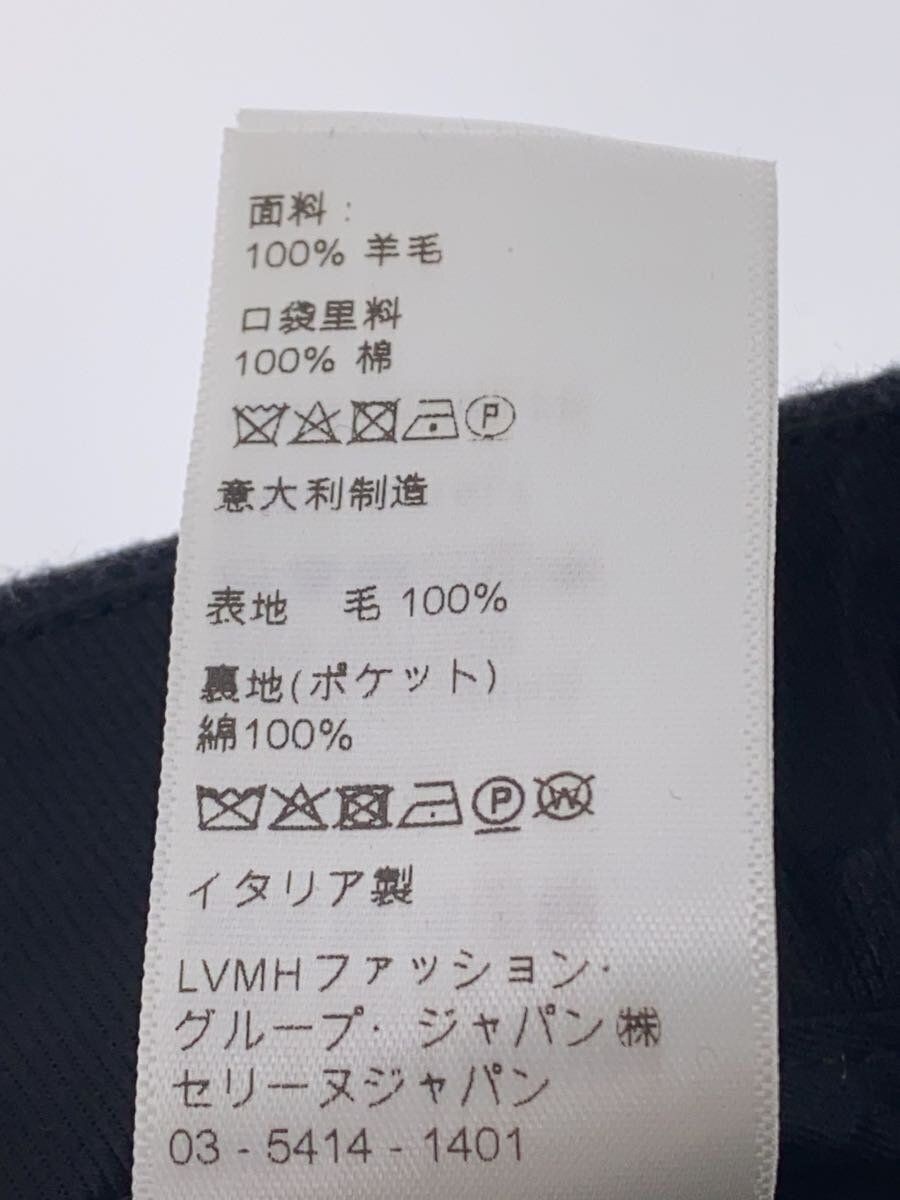 面料:
100% 羊毛
口袋里料
100% 棉
P
意大利制造
表地 毛 100%
裏地(ポケット)
綿100%
P W
イタリア製
LVMHファッション·
グループ· ジャパン㈱
セリーヌジャパン
03 - 5414 - 1401